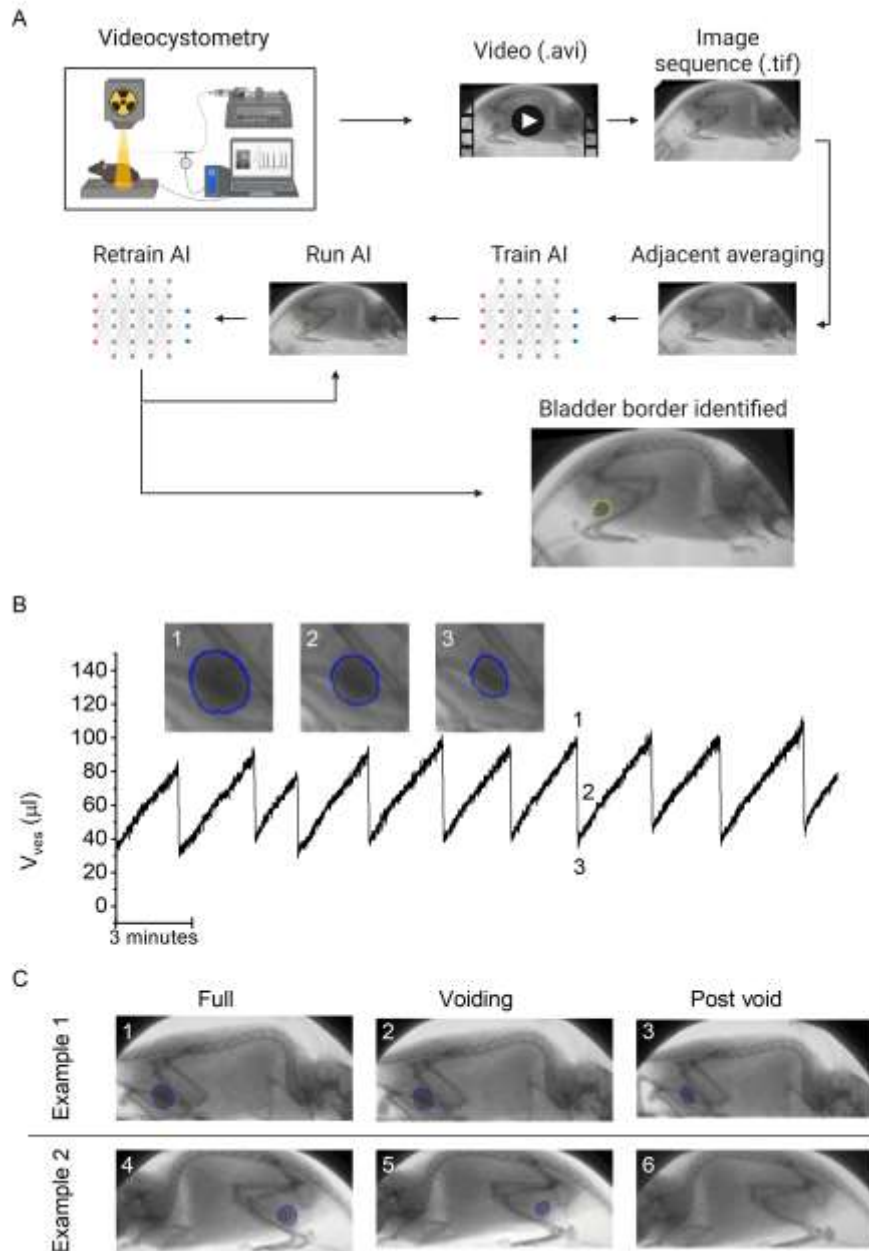 A
Videocystometry
Video (.avi)
Image
sequence (.tif)
Retrain AI
Run AI
Train AI
Adjacent averaging
Bladder border identified
B
1
2
3
140
120
100
80
60
40
20
0
V_ves (µl)
1
2
3
3 minutes
C
Full
Voiding
Post void
Example 1
1
2
3
Example 2
4
5
6